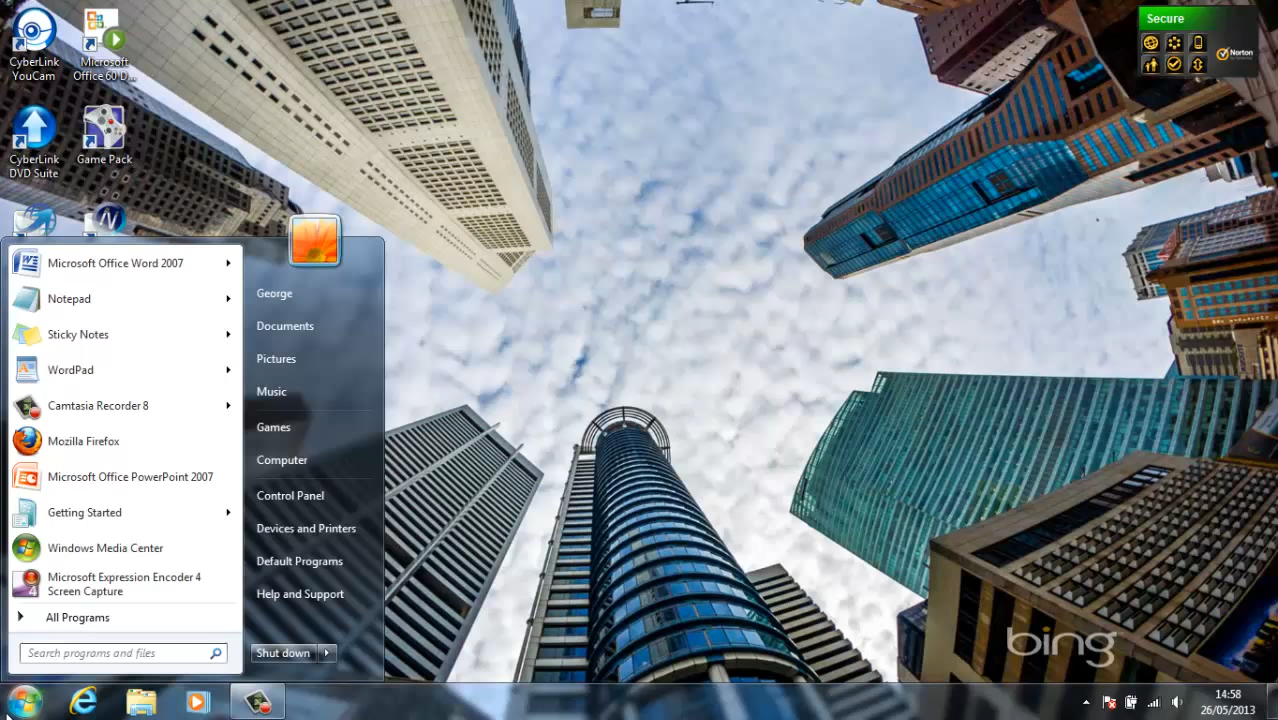 CyberLink
YouCam
Microsoft
Office 60 D...
CyberLink
DVD Suite
Game Pack
Secure
Norton
Microsoft Office Word 2007
Notepad
Sticky Notes
WordPad
Camtasia Recorder 8
Mozilla Firefox
Microsoft Office PowerPoint 2007
Getting Started
Windows Media Center
Microsoft Expression Encoder 4
Screen Capture
All Programs
Search programs and files
George
Documents
Pictures
Music
Games
Computer
Control Panel
Devices and Printers
Default Programs
Help and Support
Shut down
bing
14:58
26/05/2013